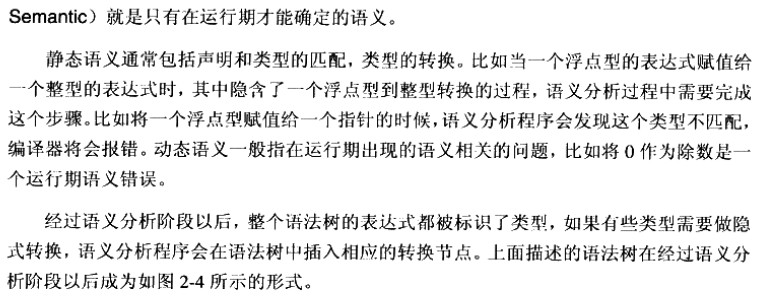 Semantic）就是只有在运行期才能确定的语义。
静态语义通常包括声明和类型的匹配，类型的转换。比如当一个浮点型的表达式赋值给
一个整型的表达式时，其中隐含了一个浮点型到整型转换的过程，语义分析过程中需要完成
这个步骤。比如将一个浮点型赋值给一个指针的时候，语义分析程序会发现这个类型不匹配，
编译器将会报错。动态语义一般指在运行期出现的语义相关的问题，比如将 0 作为除数是一
个运行期语义错误。
经过语义分析阶段以后，整个语法树的表达式都被标识了类型，如果有些类型需要做隐
式转换，语义分析程序会在语法树中插入相应的转换节点。上面描述的语法树在经过语义分
析阶段以后成为如图 2-4 所示的形式。